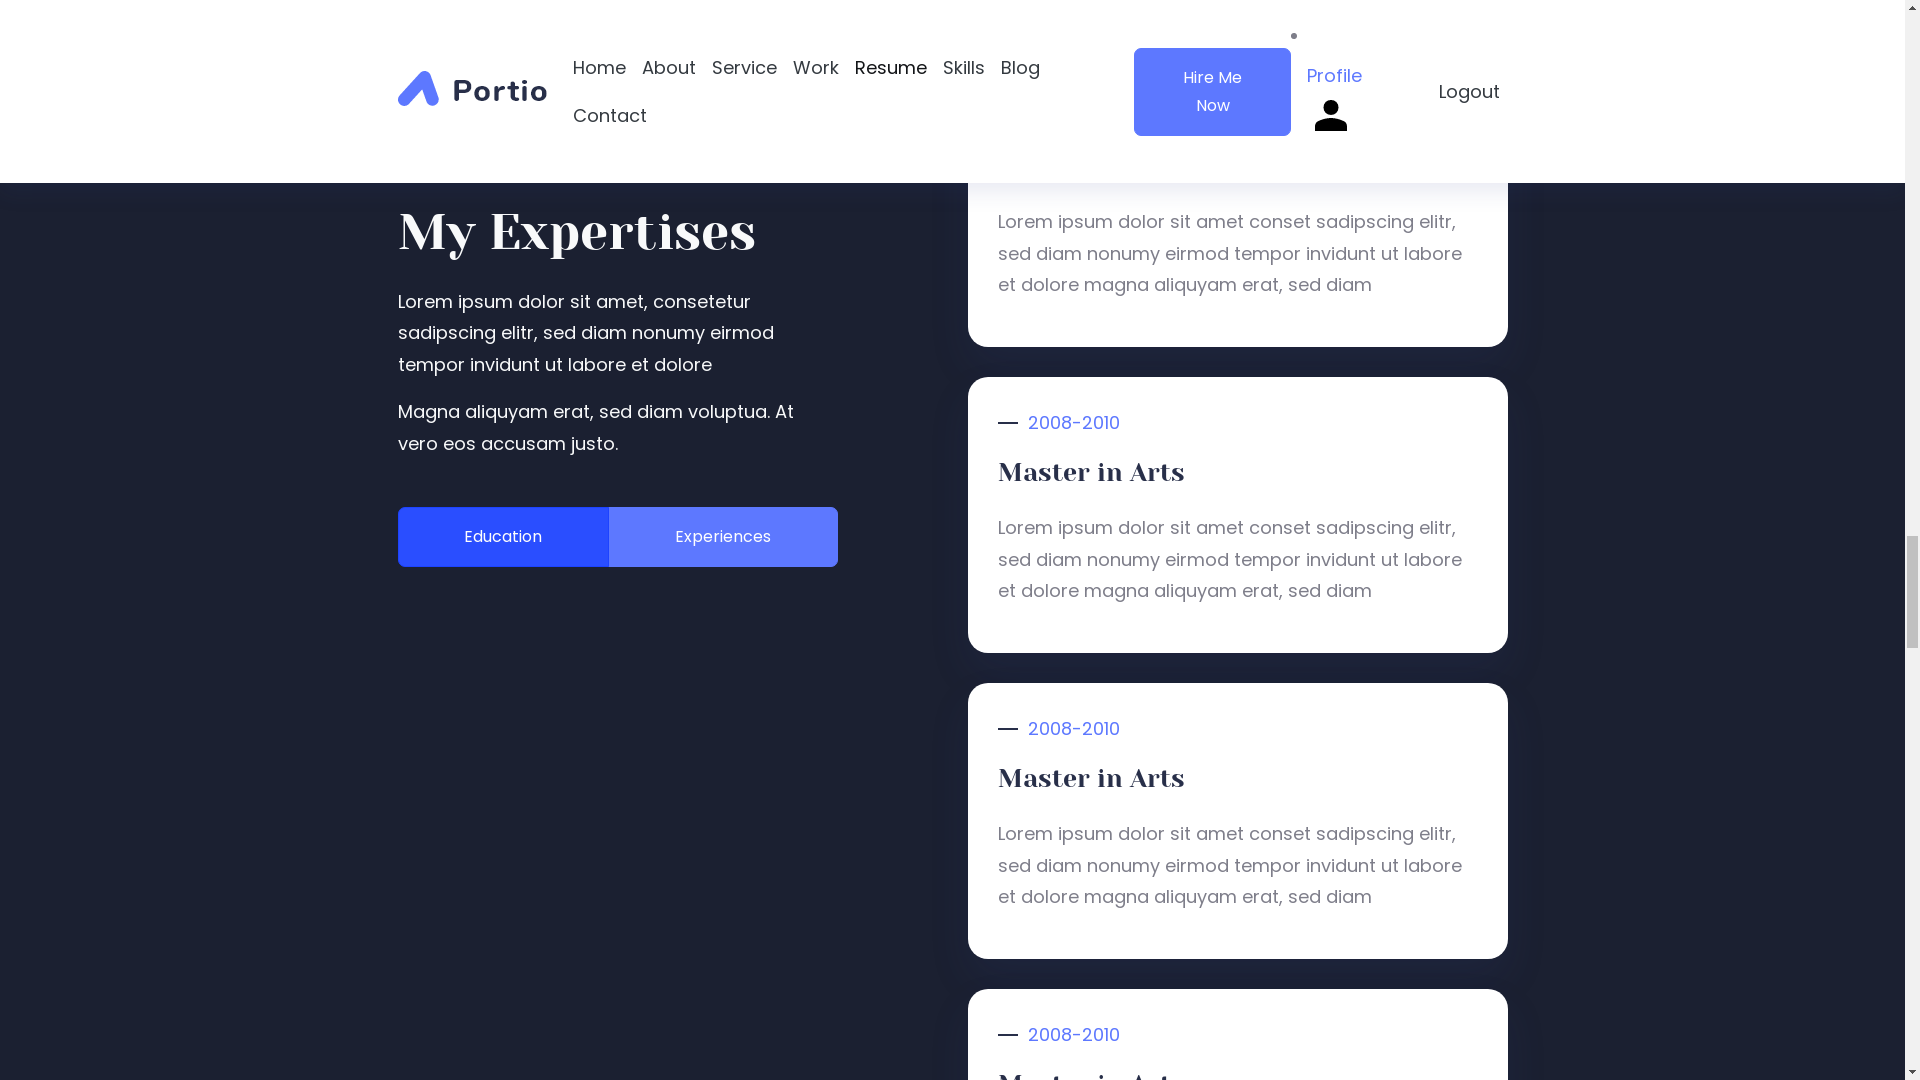 Portio
Home About Service Work Resume Skills Blog
Contact
Hire Me
Now
Profile
Logout
My Expertises
Lorem ipsum dolor sit amet, consetetur
sadipscing elitr, sed diam nonumy eirmod
tempor invidunt ut labore et dolore
Magna aliquyam erat, sed diam voluptua. At
vero eos accusam justo.
Education
Experiences
Lorem ipsum dolor sit amet conset sadipscing elitr,
sed diam nonumy eirmod tempor invidunt ut labore
et dolore magna aliquyam erat, sed diam
2008-2010
Master in Arts
Lorem ipsum dolor sit amet conset sadipscing elitr,
sed diam nonumy eirmod tempor invidunt ut labore
et dolore magna aliquyam erat, sed diam
2008-2010
Master in Arts
Lorem ipsum dolor sit amet conset sadipscing elitr,
sed diam nonumy eirmod tempor invidunt ut labore
et dolore magna aliquyam erat, sed diam
2008-2010